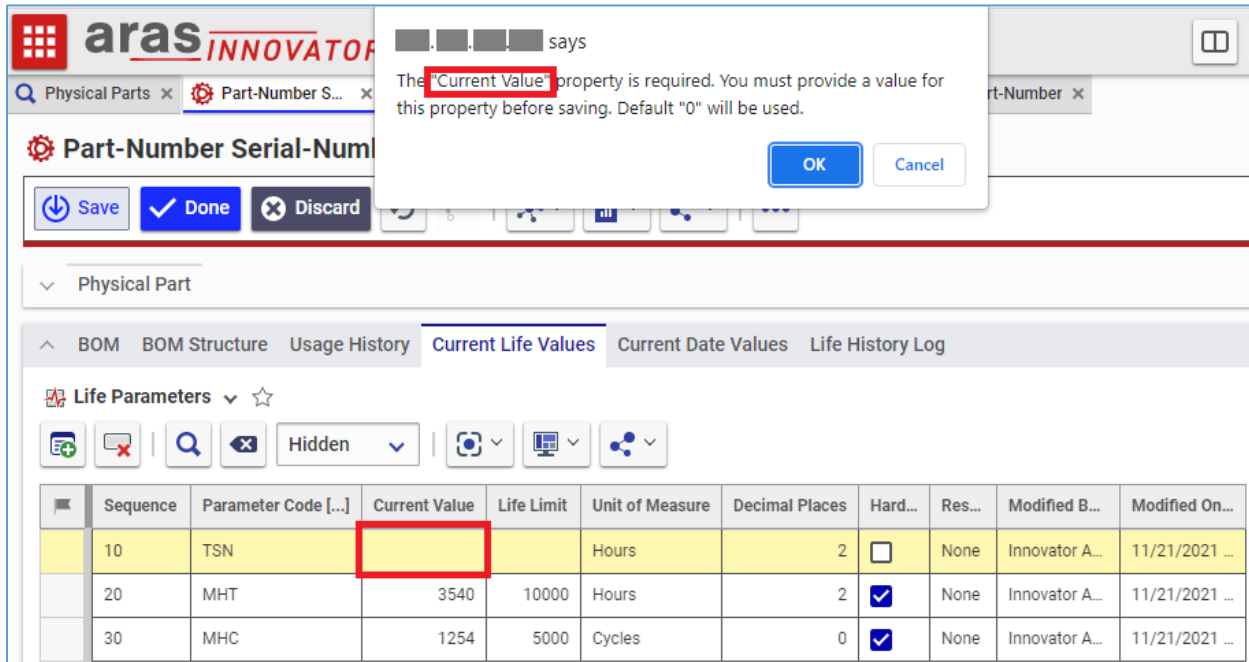 aras INNOVATOR
says
The "Current Value" property is required. You must provide a value for
this property before saving. Default "0" will be used.
OK Cancel
Physical Parts Part-Number S... rt-Number
Part-Number Serial-Num
Save Done Discard
Physical Part
BOM BOM Structure Usage History Current Life Values Current Date Values Life History Log
Life Parameters
Hidden
Sequence Parameter Code [...] Current Value Life Limit Unit of Measure Decimal Places Hard... Res... Modified B... Modified On...
10 TSN Hours 2 None Innovator A... 11/21/2021 ...
20 MHT 3540 10000 Hours 2 None Innovator A... 11/21/2021 ...
30 MHC 1254 5000 Cycles 0 None Innovator A... 11/21/2021 ...